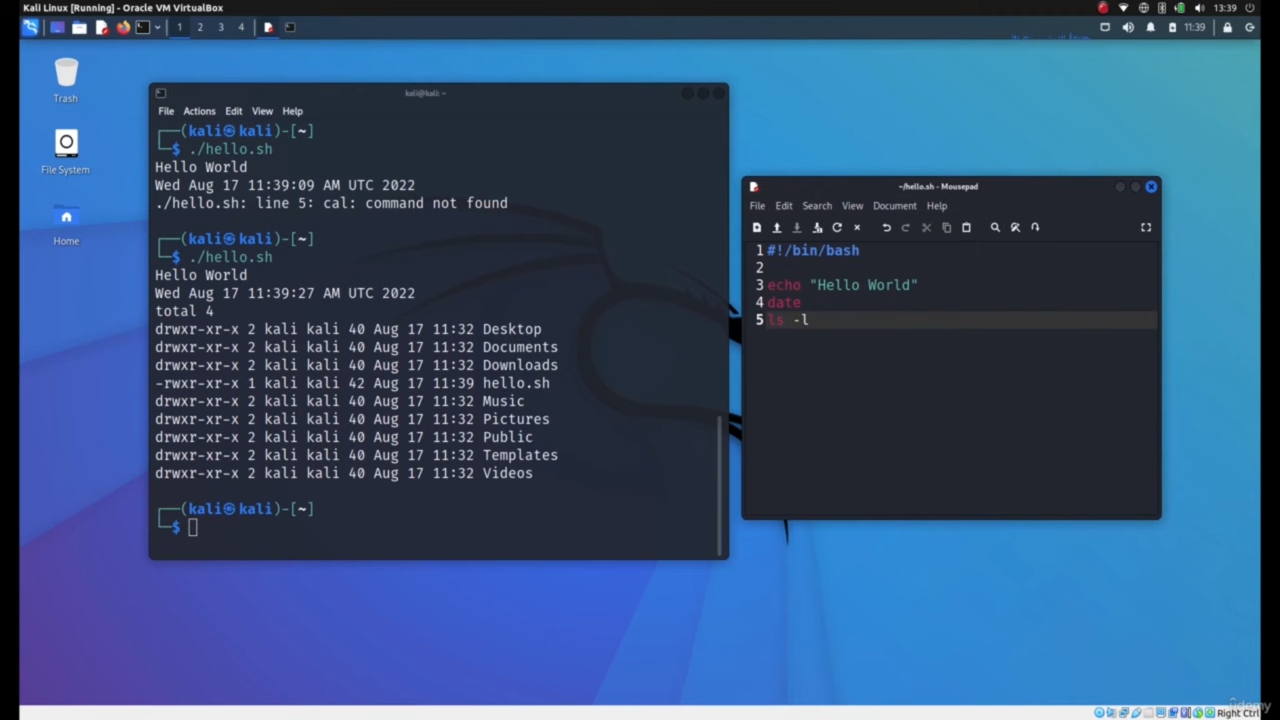 Kali Linux [Running] - Oracle VM VirtualBox
13:39
1 2 3 4
11:39
Trash
File System
Home
kali@kali: ~
File Actions Edit View Help
┌──(kali㉿kali)-[~]
└─$ ./hello.sh
Hello World
Wed Aug 17 11:39:09 AM UTC 2022
./hello.sh: line 5: cal: command not found
┌──(kali㉿kali)-[~]
└─$ ./hello.sh
Hello World
Wed Aug 17 11:39:27 AM UTC 2022
total 4
drwxr-xr-x 2 kali kali 40 Aug 17 11:32 Desktop
drwxr-xr-x 2 kali kali 40 Aug 17 11:32 Documents
drwxr-xr-x 2 kali kali 40 Aug 17 11:32 Downloads
-rwxr-xr-x 1 kali kali 42 Aug 17 11:39 hello.sh
drwxr-xr-x 2 kali kali 40 Aug 17 11:32 Music
drwxr-xr-x 2 kali kali 40 Aug 17 11:32 Pictures
drwxr-xr-x 2 kali kali 40 Aug 17 11:32 Public
drwxr-xr-x 2 kali kali 40 Aug 17 11:32 Templates
drwxr-xr-x 2 kali kali 40 Aug 17 11:32 Videos
┌──(kali㉿kali)-[~]
└─$
~/hello.sh - Mousepad
File Edit Search View Document Help
1 #!/bin/bash
2
3 echo "Hello World"
4 date
5 ls -l
udemy
Right Ctrl